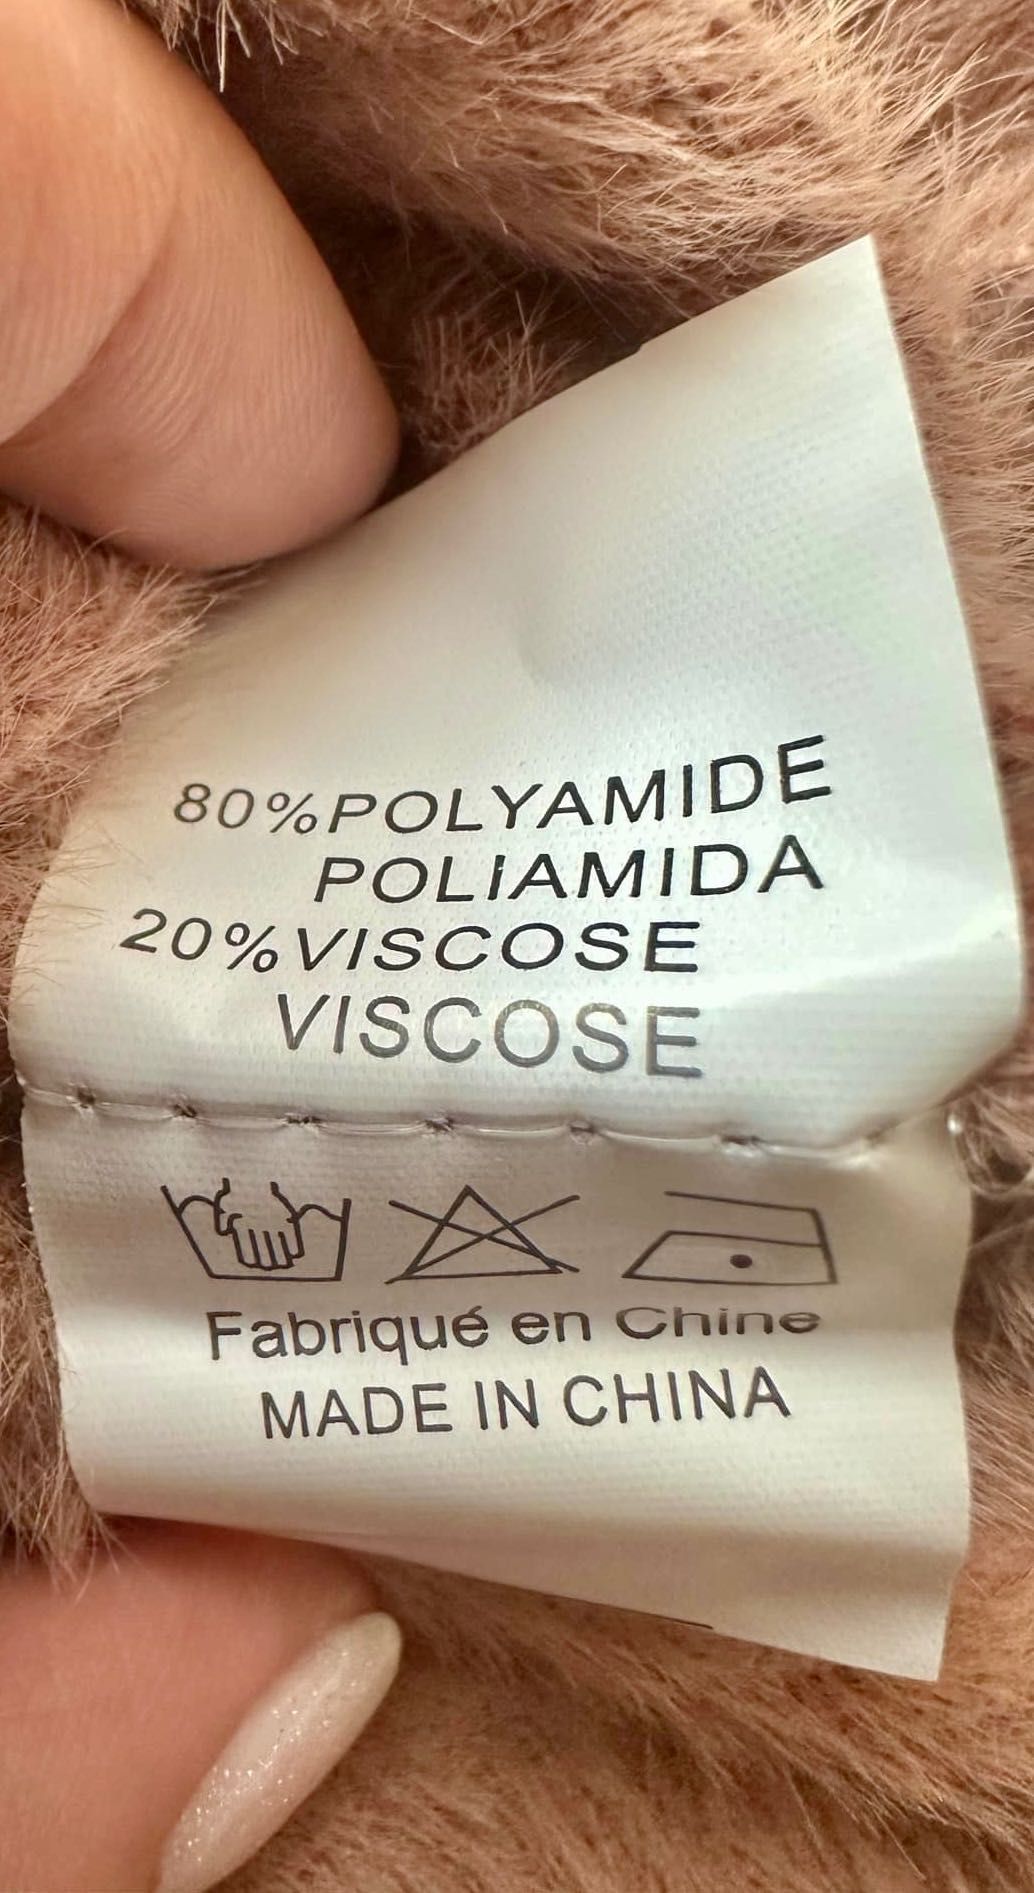 80%POLYAMIDE
POLIAMIDA
20%VISCOSE
VISCOSE
Fabriqué en Chine
MADE IN CHINA